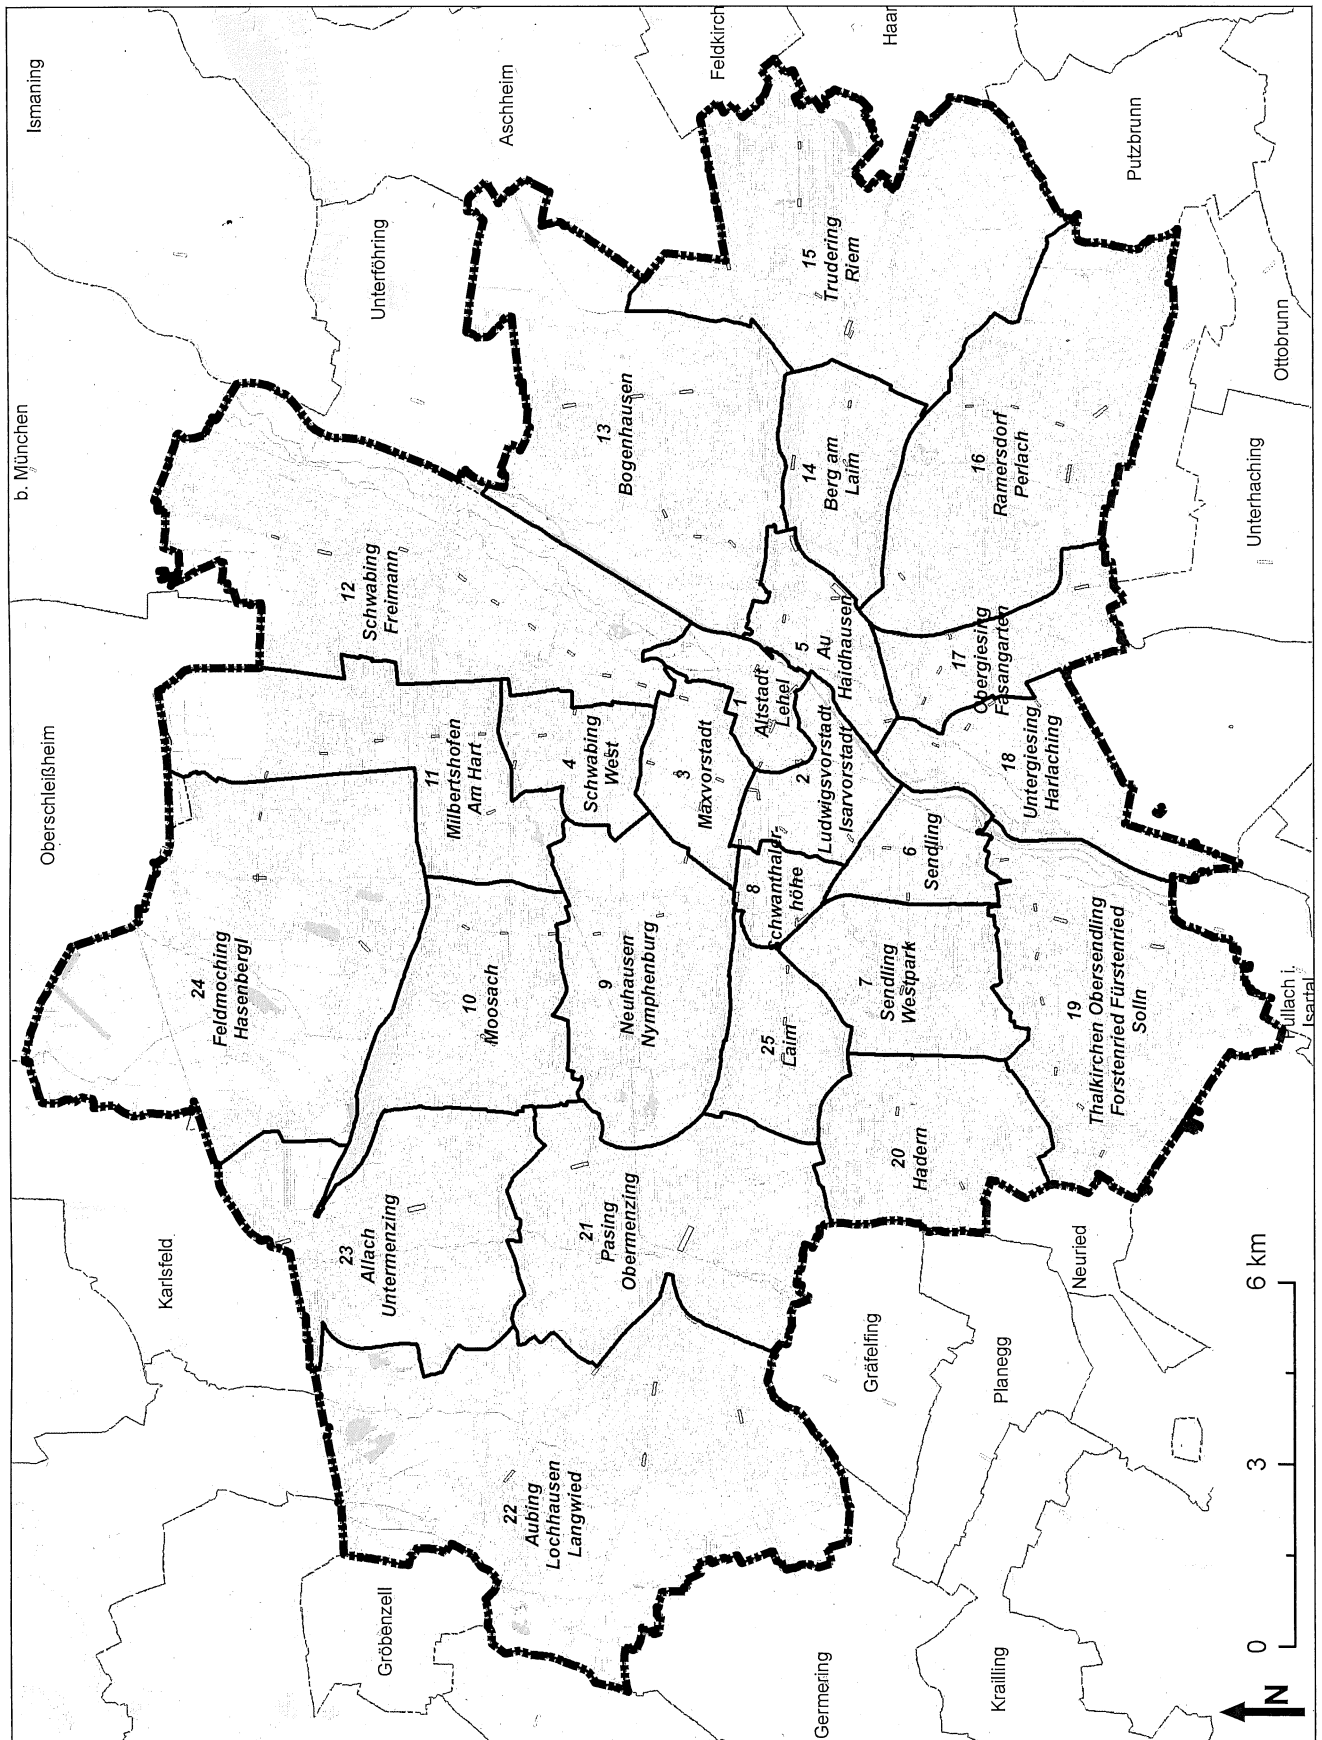 Ismaning
b. München
Oberschleißheim
Aschheim
Unterföhring
Feldkirch
Haar
Putzbrunn
Ottobrunn
Unterhaching
Karlsfeld
Gröbenzell
Germering
Krailling
Planegg
Gräfelfing
Neuried
Pullach i.
Isartal
24
Feldmoching
Hasenbergl
12
Schwabing
Freimann
11
Milbertshofen
Am Hart
23
Allach
Untermenzing
10
Moosach
4
Schwabing
West
13
Bogenhausen
22
Aubing
Lochhausen
Langwied
21
Pasing
Obermenzing
9
Neuhausen
Nymphenburg
3
Maxvorstadt
1
Altstadt
Lehel
2
Ludwigsvorstadt
Isarvorstadt
5
Au
Haidhausen
14
Berg am
Laim
15
Trudering
Riem
8
Schwanthaler-
höhe
25
Laim
7
Sendling
Westpark
6
Sendling
20
Hadern
19
Thalkirchen Obersendling
Forstenried Fürstenried
Solln
18
Untergiesing
Harlaching
17
Obergiesing
Fasangarten
16
Ramersdorf
Perlach
N
0
3
6 km